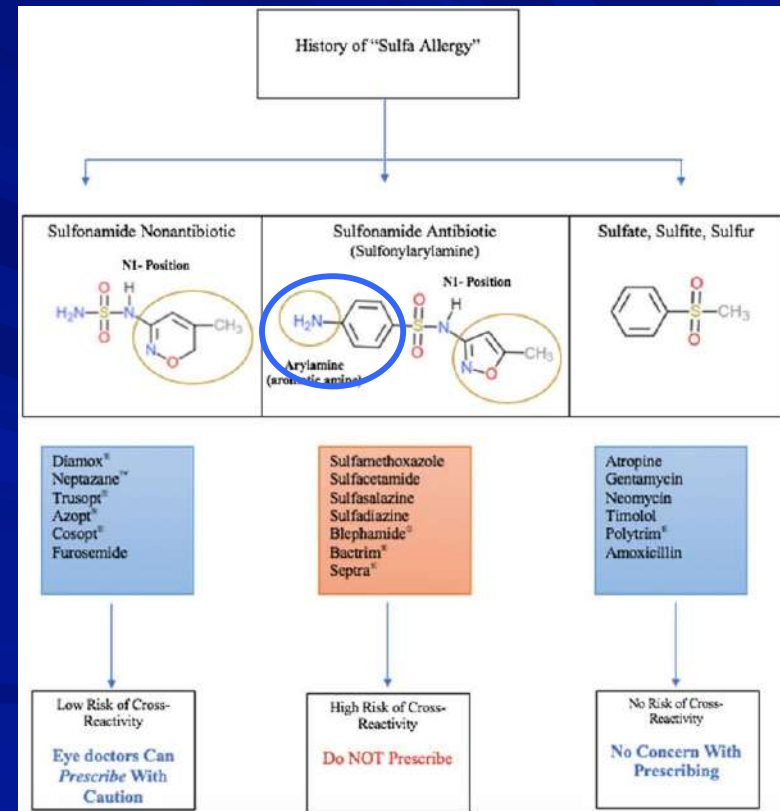 History of “Sulfa Allergy”
Sulfonamide Nonantibiotic
N1- Position
H
O
H₂N
S
N
O
CH₃
N
O
Sulfonamide Antibiotic
(Sulfonylarylamine)
N1- Position
H
O
H₂N
S
N
O
CH₃
N
O
Arylamine
(aromatic amine)
Sulfate, Sulfite, Sulfur
O
S
CH₃
O
Diamox®
Neptazane™
Trusopt®
Azopt®
Cosopt®
Furosemide
Sulfamethoxazole
Sulfacetamide
Sulfasalazine
Sulfadiazine
Blephamide®
Bactrim®
Septra®
Atropine
Gentamycin
Neomycin
Timolol
Polytrim®
Amoxicillin
Low Risk of Cross-
Reactivity
Eye doctors Can
Prescribe With
Caution
High Risk of Cross-
Reactivity
Do NOT Prescribe
No Risk of Cross-
Reactivity
No Concern With
Prescribing